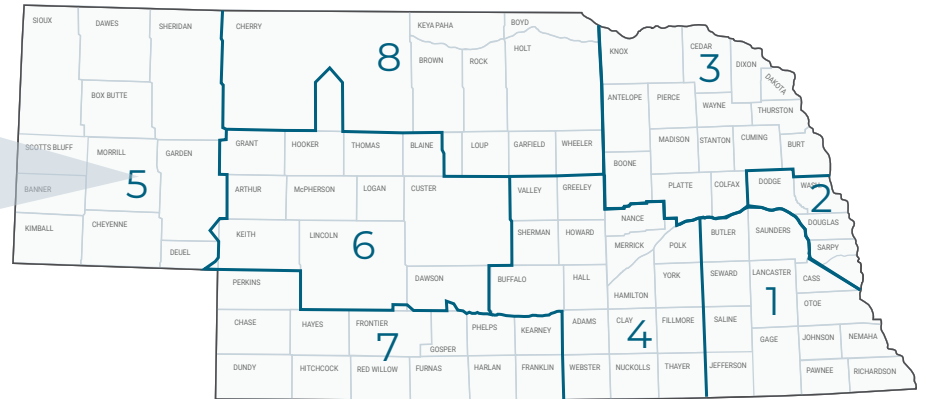 SIOUX
DAWES
SHERIDAN
CHERRY
KEYA PAHA
BOYD
8
HOLT
BROWN
ROCK
KNOX
CEDAR
3
DIXON
DAKOTA
BOX BUTTE
ANTELOPE
PIERCE
WAYNE
THURSTON
SCOTTS BLUFF
MORRILL
GARDEN
GRANT
HOOKER
THOMAS
BLAINE
LOUP
GARFIELD
WHEELER
MADISON
STANTON
CUMING
BURT
BOONE
BANNER
5
ARTHUR
McPHERSON
LOGAN
CUSTER
VALLEY
GREELEY
PLATTE
COLFAX
DODGE
2
KIMBALL
CHEYENNE
DEUEL
KEITH
LINCOLN
6
SHERMAN
HOWARD
NANCE
MERRICK
POLK
BUTLER
SAUNDERS
DOUGLAS
SARPY
PERKINS
DAWSON
BUFFALO
HALL
HAMILTON
YORK
SEWARD
LANCASTER
CASS
1
OTOE
CHASE
HAYES
FRONTIER
7
GOSPER
PHELPS
KEARNEY
ADAMS
CLAY
4
FILLMORE
SALINE
GAGE
JOHNSON
NEMAHA
DUNDY
HITCHCOCK
RED WILLOW
FURNAS
HARLAN
FRANKLIN
WEBSTER
NUCKOLLS
THAYER
JEFFERSON
PAWNEE
RICHARDSON